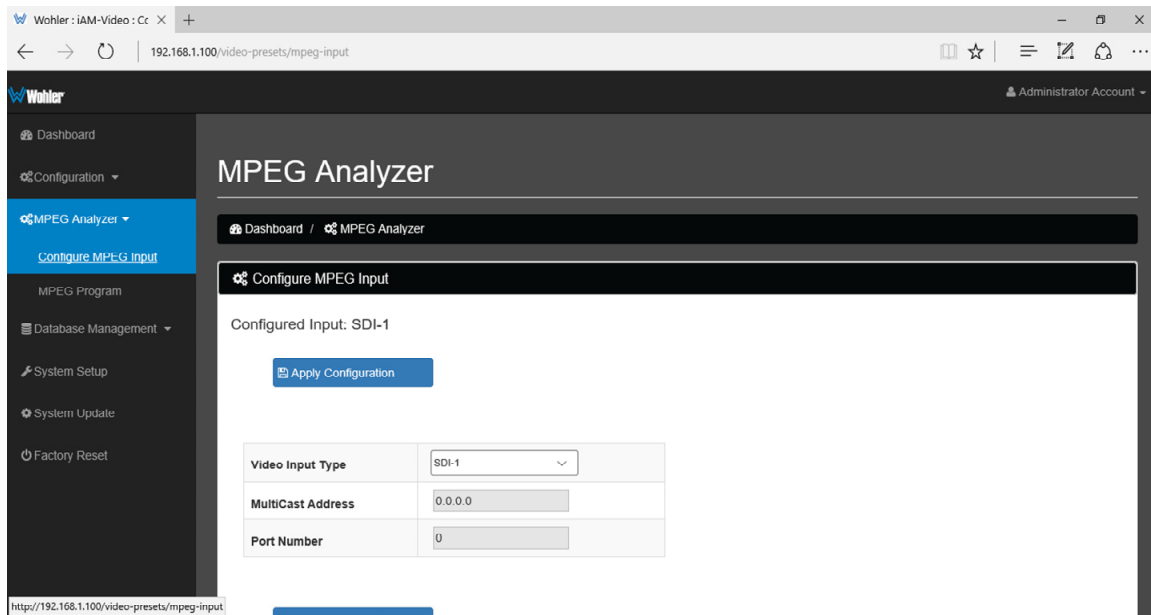 Wohler : iAM-Video : Cc
192.168.1.100/video-presets/mpeg-input
Wohler
Administrator Account
Dashboard
Configuration
MPEG Analyzer
Configure MPEG Input
MPEG Program
Database Management
System Setup
System Update
Factory Reset
MPEG Analyzer
Dashboard / MPEG Analyzer
Configure MPEG Input
Configured Input: SDI-1
Apply Configuration
Video Input Type SDI-1
MultiCast Address 0.0.0.0
Port Number 0
http://192.168.1.100/video-presets/mpeg-input